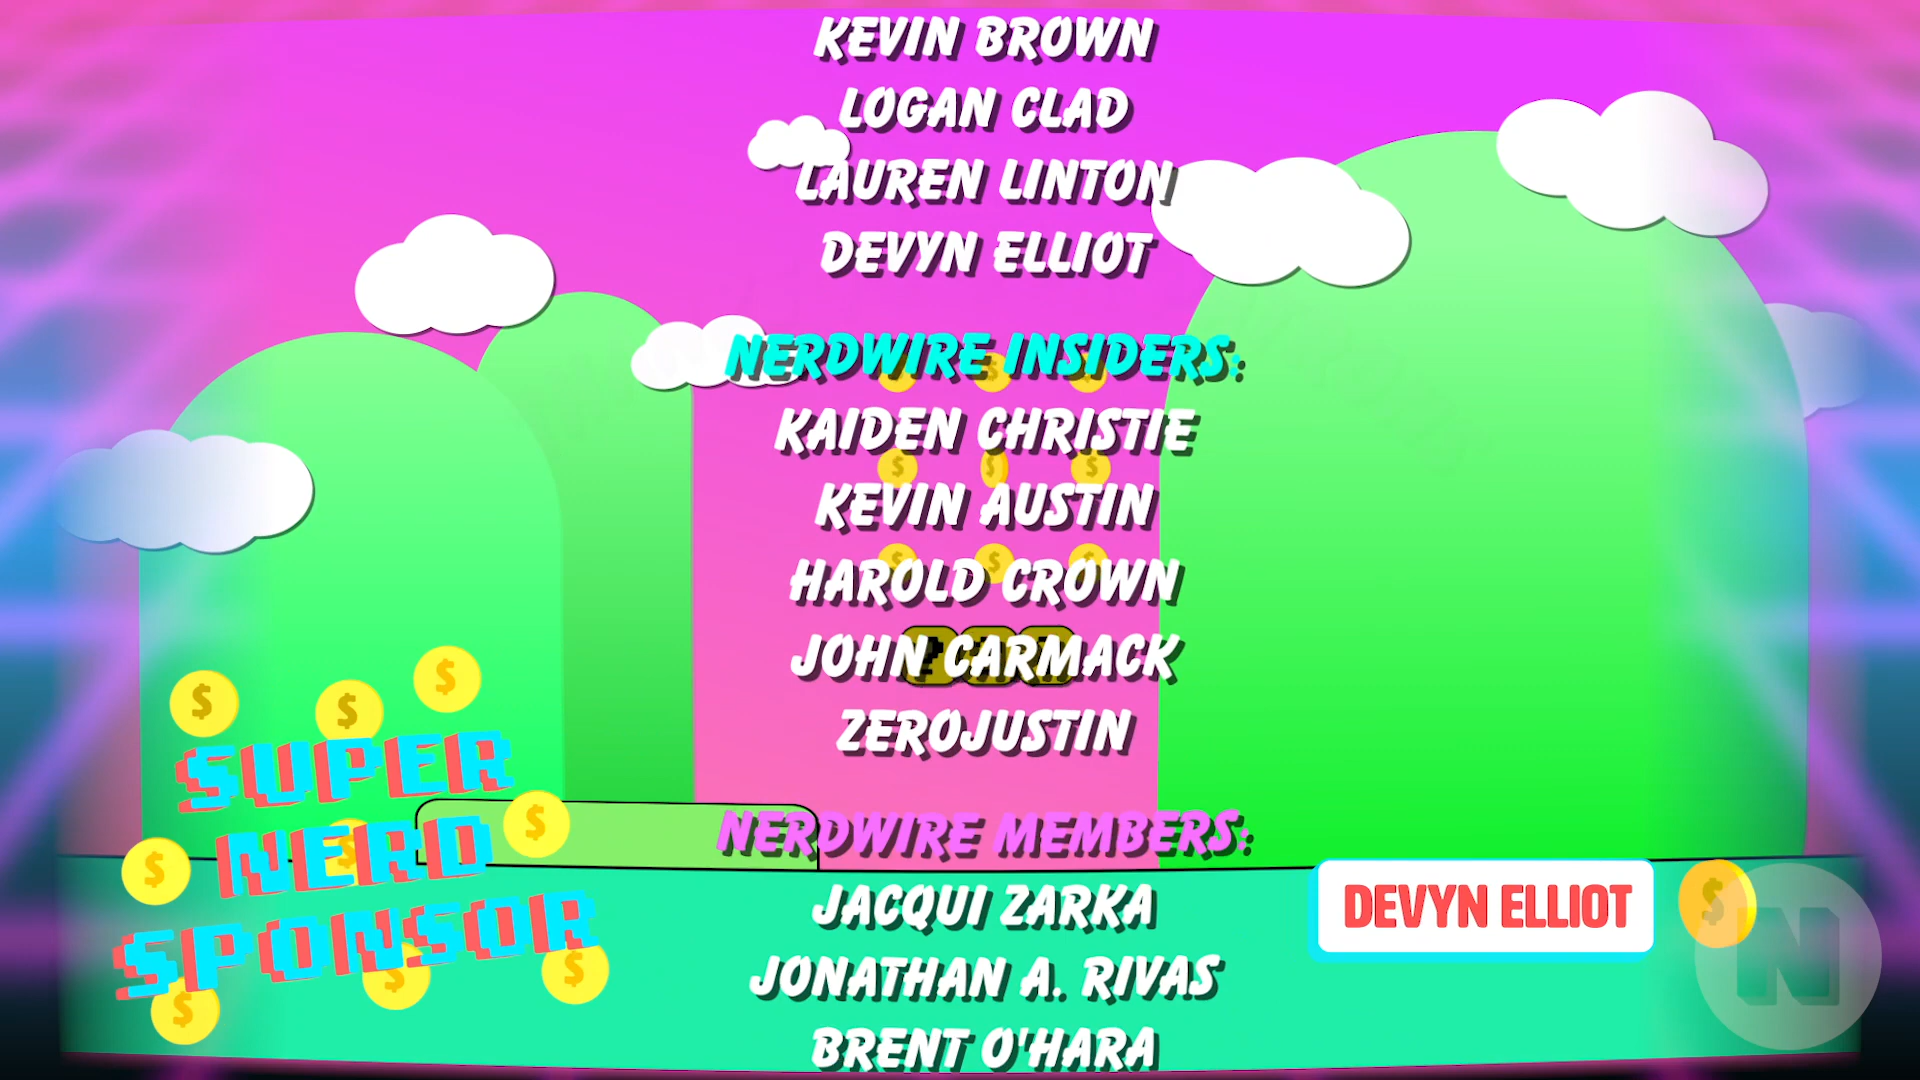 KEVIN BROWN
LOGAN CLAD
LAUREN LINTON
DEVYN ELLIOT
NERDWIRE INSIDERS:
KAIDEN CHRISTIE
KEVIN AUSTIN
HAROLD CROWN
JOHN CARMACK
ZEROJUSTIN
NERDWIRE MEMBERS:
JACQUI ZARKA
JONATHAN A. RIVAS
BRENT O'HARA
SUPER
NERD
SPONSOR
DEVYN ELLIOT
N